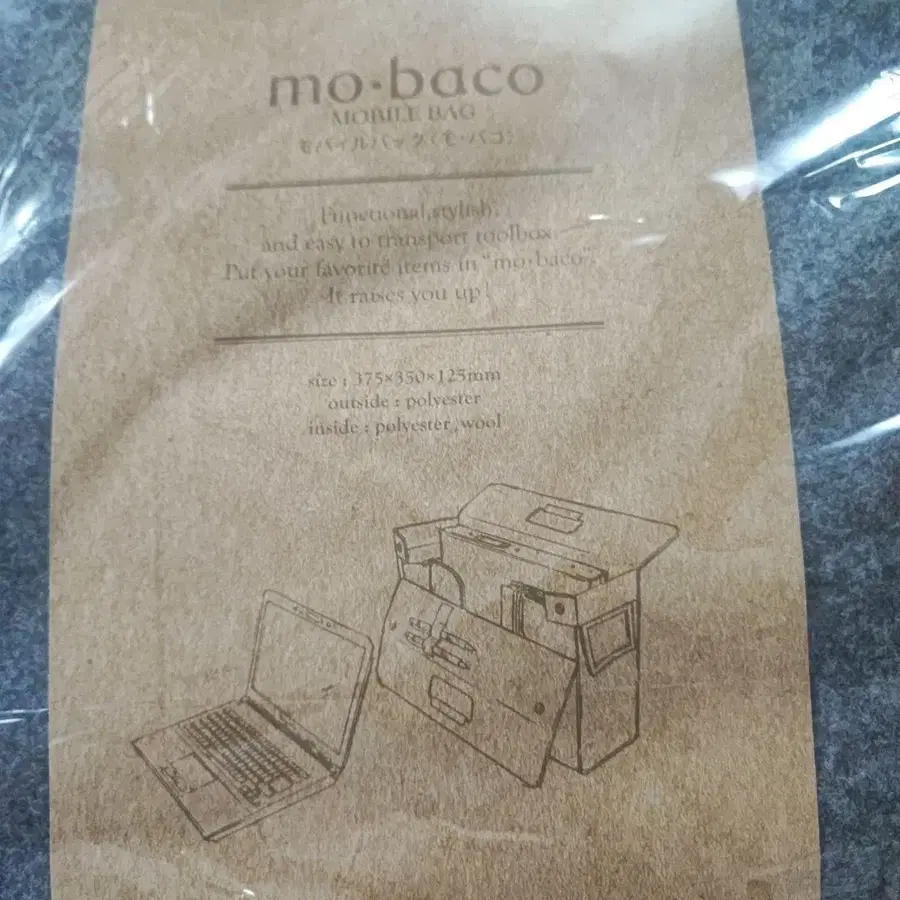 mo·baco
MOBILE BAG
モバイルバッグ（モ・バコ）
Functional, stylish,
and easy to transport toolbox.
Put your favorite items in "mo·baco".
It raises you up!
size : 375×350×125mm
outside : polyester
inside : polyester, wool